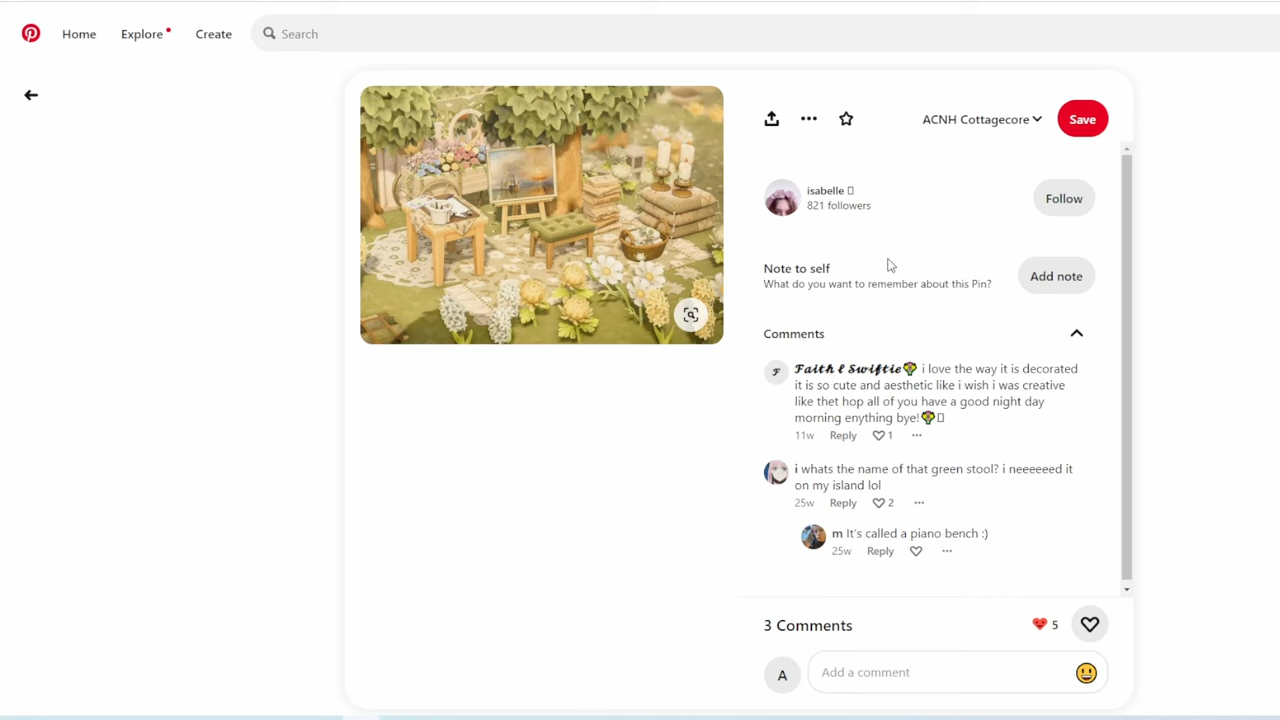 Home Explore Create Search
ACNH Cottagecore Save
isabelle
821 followers
Follow
Note to self
What do you want to remember about this Pin?
Add note
Comments
F 𝓕𝓪𝓲𝓽𝓱 ℓ 𝓢𝔀𝓲𝓯𝓽𝓲𝓮💐 i love the way it is decorated
it is so cute and aesthetic like i wish i was creative
like thet hop all of you have a good night day
morning enything bye!💐
11w Reply 1
i whats the name of that green stool? i neeeeed it
on my island lol
25w Reply 2
m It's called a piano bench :)
25w Reply
3 Comments 5
A Add a comment